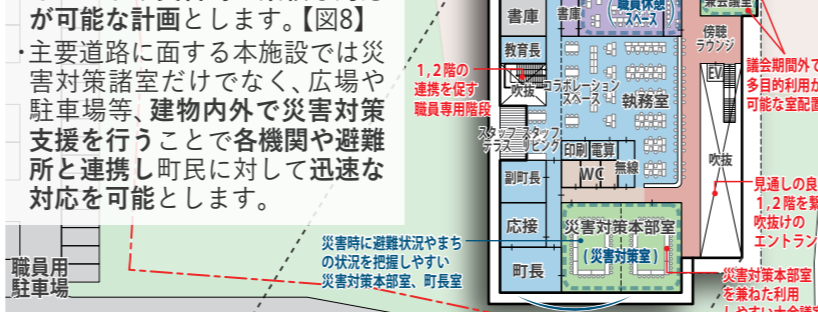 が可能な計画とします。【図8】
・主要道路に面する本施設では災
害対策諸室だけでなく、広場や
駐車場等、建物内外で災害対策
支援を行うことで各機関や避難
所と連携し町民に対して迅速な
対応を可能とします。
職員用
駐車場
1,2階の
連携を促す
職員専用階段
災害時に避難状況やまち
の状況を把握しやすい
災害対策本部室、町長室
書庫
書庫
職員休憩
スペース
教育長
吹抜
コラボレーション
スペース
執務室
スタッフ
テラス
スタッフ
リビング
印刷
電算
WC
無線
副町長
応接
町長
災害対策本部室
(災害対策室)
兼会議室
傍聴
ラウンジ
EV
吹抜
議会期間外で
多目的利用が
可能な室配置
見通しの良
1,2階を繋
吹抜けの
エントラン
災害対策本部室
を兼ねた利用
しやすい大会議室